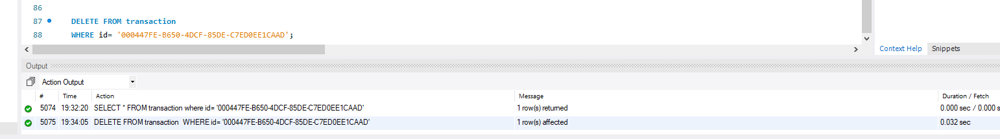 86
87 DELETE FROM transaction
88 WHERE id= '000447FE-B650-4DCF-85DE-C7ED0EE1CAAD';
Context Help Snippets
Output
Action Output
# Time Action Message Duration / Fetch
5074 19:32:20 SELECT * FROM transaction where id= '000447FE-B650-4DCF-85DE-C7ED0EE1CAAD' 1 row(s) returned 0.000 sec / 0.000 s
5075 19:34:05 DELETE FROM transaction  WHERE id= '000447FE-B650-4DCF-85DE-C7ED0EE1CAAD' 1 row(s) affected 0.032 sec